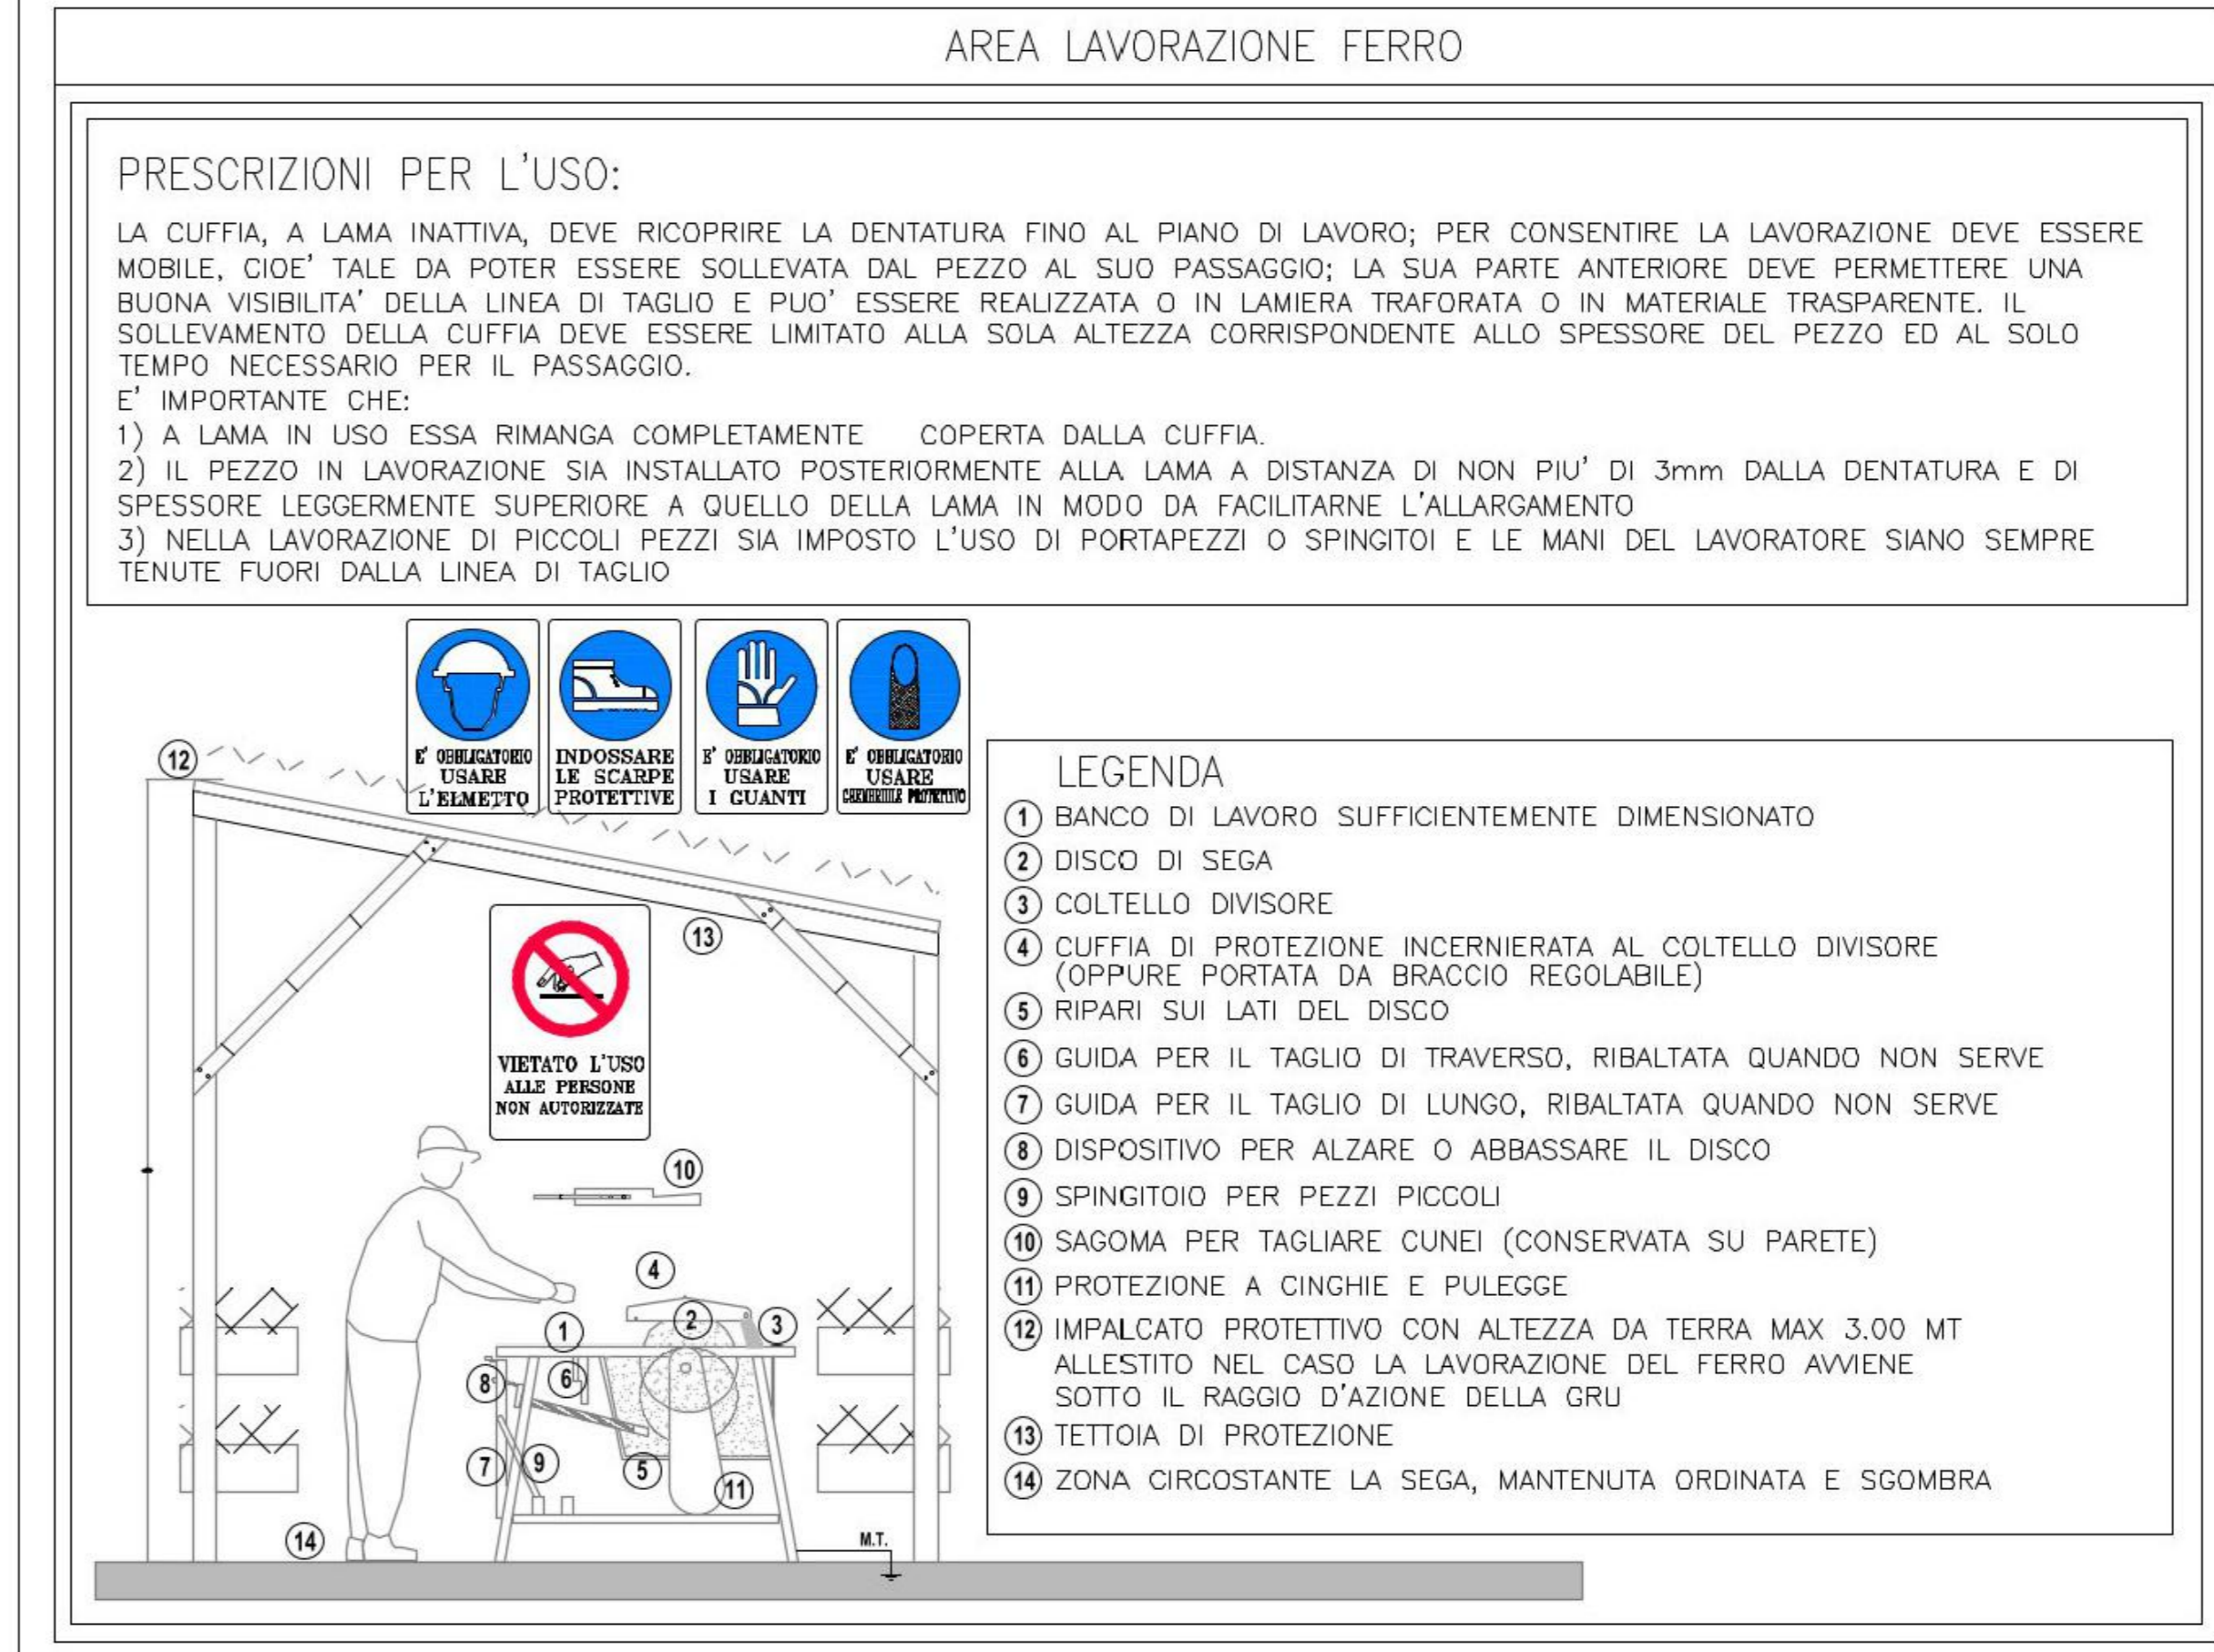 AREA LAVORAZIONE FERRO
PRESCRIZIONI PER L'USO:
LA CUFFIA, A LAMA INATTIVA, DEVE RICOPRIRE LA DENTATURA FINO AL PIANO DI LAVORO; PER CONSENTIRE LA LAVORAZIONE DEVE ESSERE
MOBILE, CIOE' TALE DA POTER ESSERE SOLLEVATA DAL PEZZO AL SUO PASSAGGIO; LA SUA PARTE ANTERIORE DEVE PERMETTERE UNA
BUONA VISIBILITA' DELLA LINEA DI TAGLIO E PUO' ESSERE REALIZZATA O IN LAMIERA TRAFORATA O IN MATERIALE TRASPARENTE. IL
SOLLEVAMENTO DELLA CUFFIA DEVE ESSERE LIMITATO ALLA SOLA ALTEZZA CORRISPONDENTE ALLO SPESSORE DEL PEZZO ED AL SOLO
TEMPO NECESSARIO PER IL PASSAGGIO.
E' IMPORTANTE CHE:
1) A LAMA IN USO ESSA RIMANGA COMPLETAMENTE COPERTA DALLA CUFFIA.
2) IL PEZZO IN LAVORAZIONE SIA INSTALLATO POSTERIORMENTE ALLA LAMA A DISTANZA DI NON PIU' DI 3mm DALLA DENTATURA E DI
SPESSORE LEGGERMENTE SUPERIORE A QUELLO DELLA LAMA IN MODO DA FACILITARNE L'ALLARGAMENTO
3) NELLA LAVORAZIONE DI PICCOLI PEZZI SIA IMPOSTO L'USO DI PORTAPEZZI O SPINGITOI E LE MANI DEL LAVORATORE SIANO SEMPRE
TENUTE FUORI DALLA LINEA DI TAGLIO
E' OBBLIGATORIO
USARE
L'ELMETTO
INDOSSARE
LE SCARPE
PROTETTIVE
E' OBBLIGATORIO
USARE
I GUANTI
E' OBBLIGATORIO
USARE
12
13
VIETATO L'USO
ALLE PERSONE
NON AUTORIZZATE
10
4
2
3
1
8
6
7
9
5
11
14
M.T.
LEGENDA
1 BANCO DI LAVORO SUFFICIENTEMENTE DIMENSIONATO
2 DISCO DI SEGA
3 COLTELLO DIVISORE
4 CUFFIA DI PROTEZIONE INCERNIERATA AL COLTELLO DIVISORE
(OPPURE PORTATA DA BRACCIO REGOLABILE)
5 RIPARI SUI LATI DEL DISCO
6 GUIDA PER IL TAGLIO DI TRAVERSO, RIBALTATA QUANDO NON SERVE
7 GUIDA PER IL TAGLIO DI LUNGO, RIBALTATA QUANDO NON SERVE
8 DISPOSITIVO PER ALZARE O ABBASSARE IL DISCO
9 SPINGITOIO PER PEZZI PICCOLI
10 SAGOMA PER TAGLIARE CUNEI (CONSERVATA SU PARETE)
11 PROTEZIONE A CINGHIE E PULEGGE
12 IMPALCATO PROTETTIVO CON ALTEZZA DA TERRA MAX 3.00 MT
ALLESTITO NEL CASO LA LAVORAZIONE DEL FERRO AVVIENE
SOTTO IL RAGGIO D'AZIONE DELLA GRU
13 TETTOIA DI PROTEZIONE
14 ZONA CIRCOSTANTE LA SEGA, MANTENUTA ORDINATA E SGOMBRA